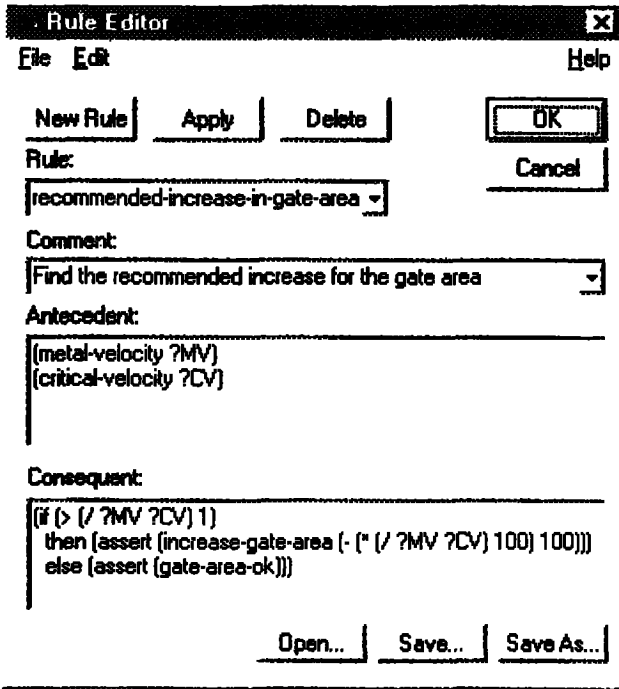 Rule Editor
File Edit Help
New Rule Apply Delete OK
Rule: Cancel
recommended-increase-in-gate-area
Comment:
Find the recommended increase for the gate area
Antecedent:
(metal-velocity ?MV)
(critical-velocity ?CV)
Consequent:
(if (> (/ ?MV ?CV) 1)
then (assert (increase-gate-area (- (* (/ ?MV ?CV) 100) 100)))
else (assert (gate-area-ok)))
Open... Save... Save As...